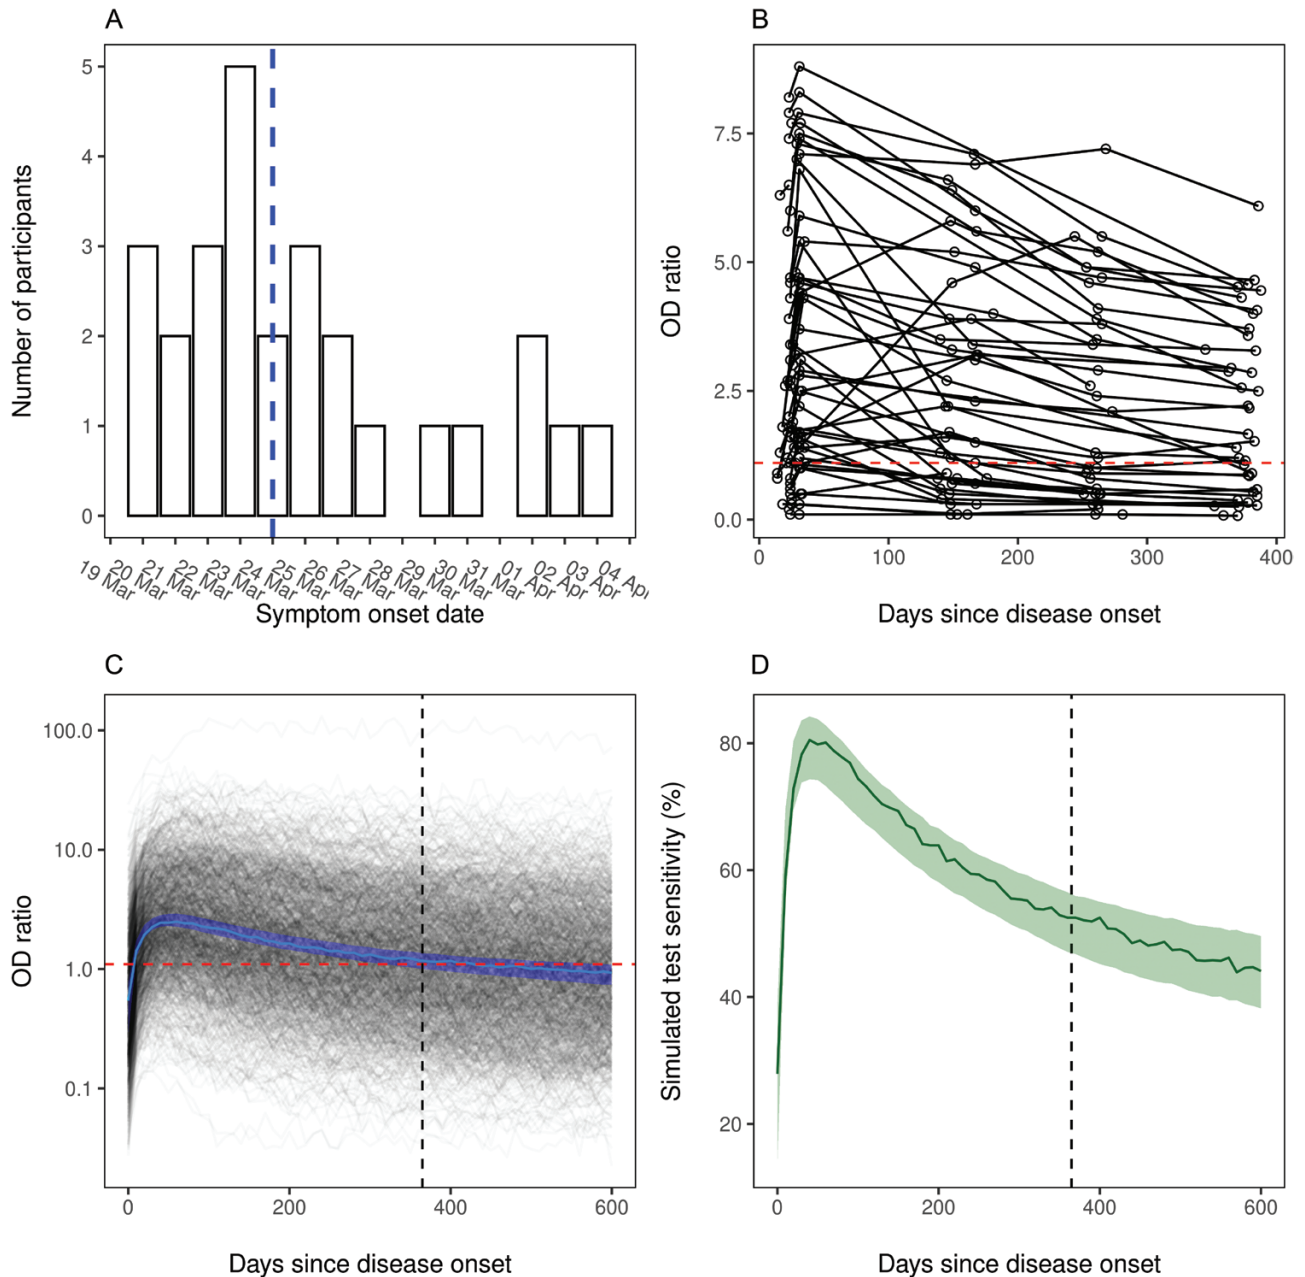 A
Number of participants
5
4
3
2
1
0
19 Mar
20 Mar
21 Mar
22 Mar
23 Mar
24 Mar
25 Mar
26 Mar
27 Mar
28 Mar
29 Mar
30 Mar
31 Mar
01 Apr
02 Apr
03 Apr
04 Apr
Symptom onset date
B
OD ratio
7.5
5.0
2.5
0.0
0 100 200 300 400
Days since disease onset
C
OD ratio
100.0
10.0
1.0
0.1
0 200 400 600
Days since disease onset
D
Simulated test sensitivity (%)
80
60
40
20
0 200 400 600
Days since disease onset